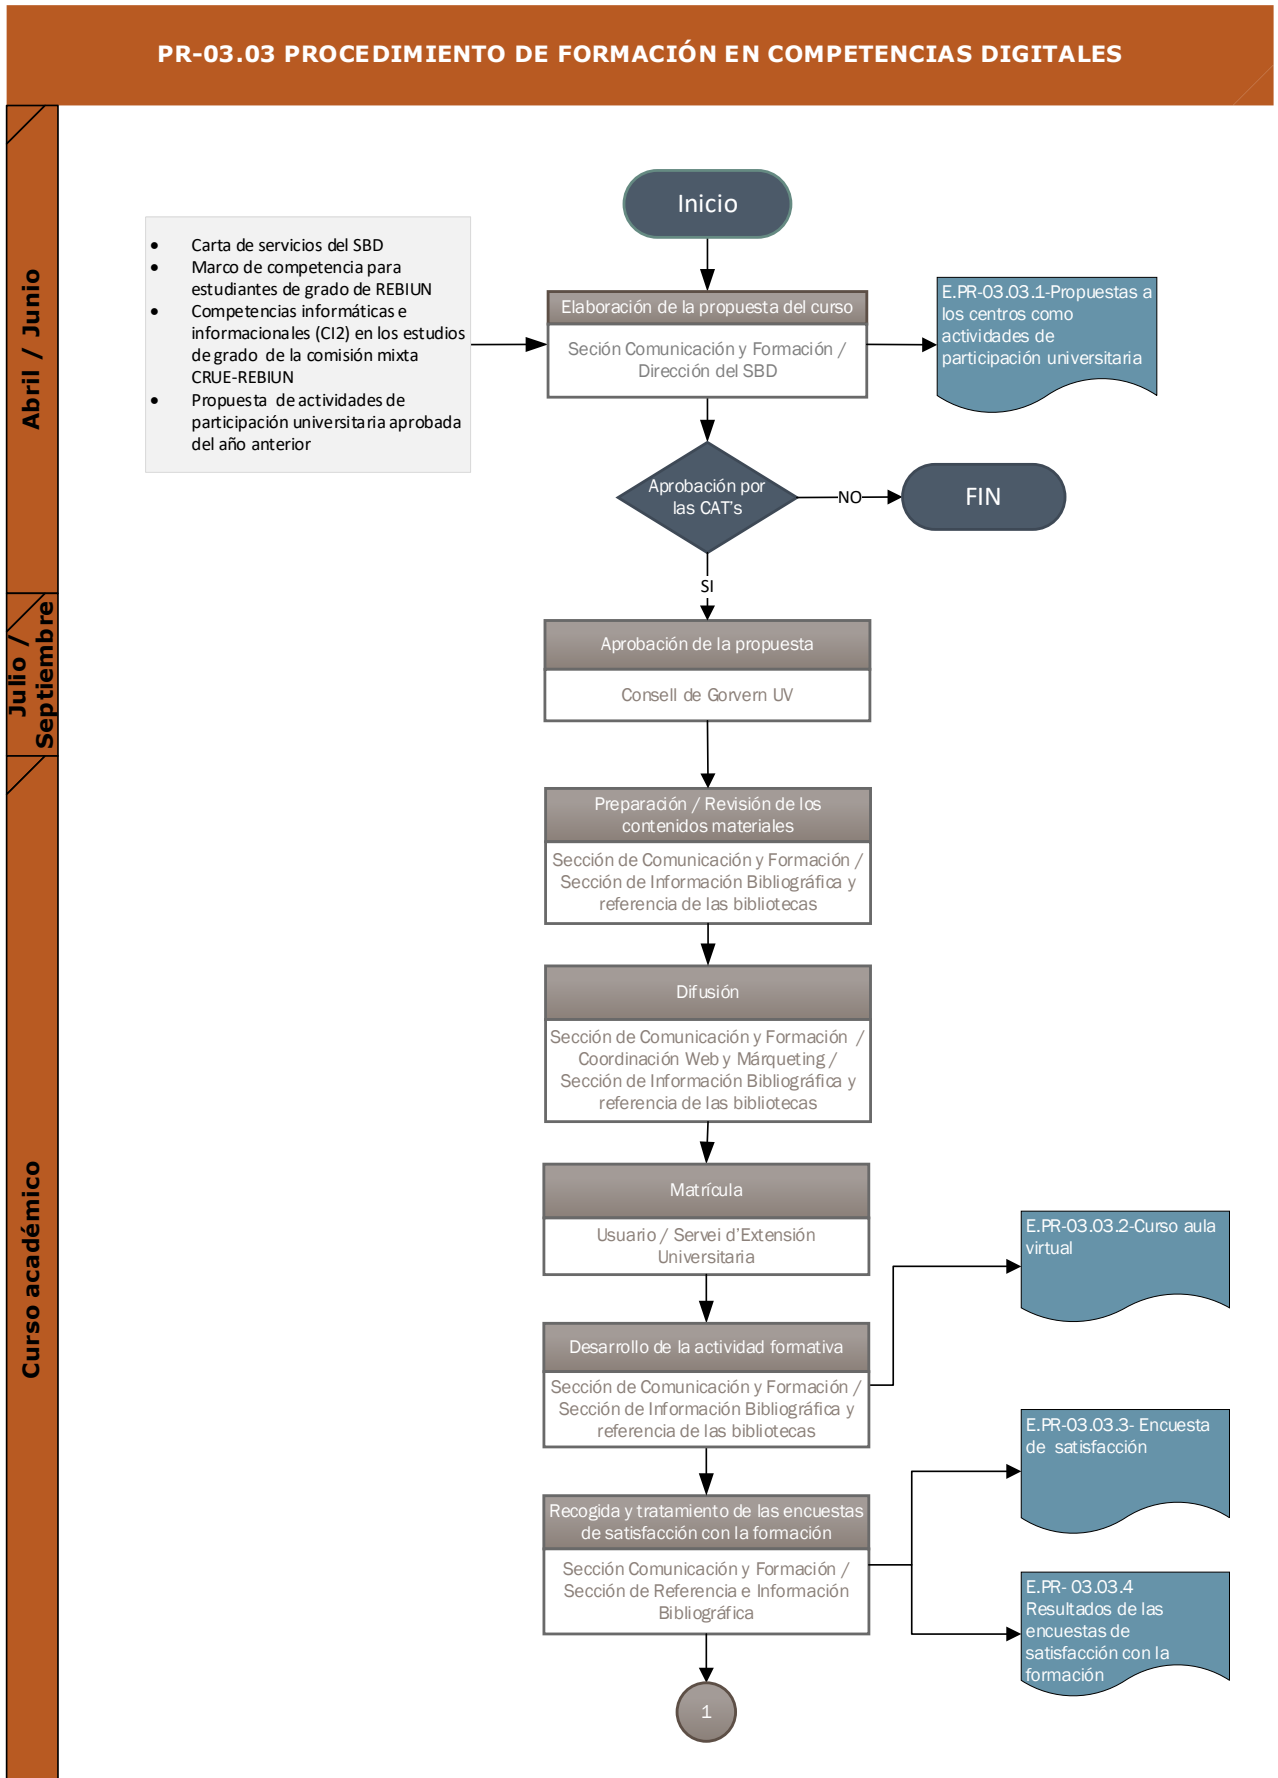 PR-03.03 PROCEDIMIENTO DE FORMACIÓN EN COMPETENCIAS DIGITALES
Abril / Junio
Inicio
• Carta de servicios del SBD
• Marco de competencia para
estudiantes de grado de REBIUN
• Competencias informáticas e
informacionales (CI2) en los estudios
de grado de la comisión mixta
CRUE-REBIUN
• Propuesta de actividades de
participación universitaria aprobada
del año anterior
Elaboración de la propuesta del curso
Seción Comunicación y Formación /
Dirección del SBD
E.PR-03.03.1-Propuestas a
los centros como
actividades de
participación universitaria
Aprobación por
las CAT's
NO
FIN
SI
Julio /
Septiembre
Aprobación de la propuesta
Consell de Gorvern UV
Curso académico
Preparación / Revisión de los
contenidos materiales
Sección de Comunicación y Formación /
Sección de Información Bibliográfica y
referencia de las bibliotecas
Difusión
Sección de Comunicación y Formación /
Coordinación Web y Márqueting /
Sección de Información Bibliográfica y
referencia de las bibliotecas
Matrícula
Usuario / Servei d'Extensión
Universitaria
E.PR-03.03.2-Curso aula
virtual
Desarrollo de la actividad formativa
Sección de Comunicación y Formación /
Sección de Información Bibliográfica y
referencia de las bibliotecas
E.PR-03.03.3- Encuesta
de satisfacción
Recogida y tratamiento de las encuestas
de satisfacción con la formación
Sección Comunicación y Formación /
Sección de Referencia e Información
Bibliográfica
E.PR- 03.03.4
Resultados de las
encuestas de
satisfacción con la
formación
1